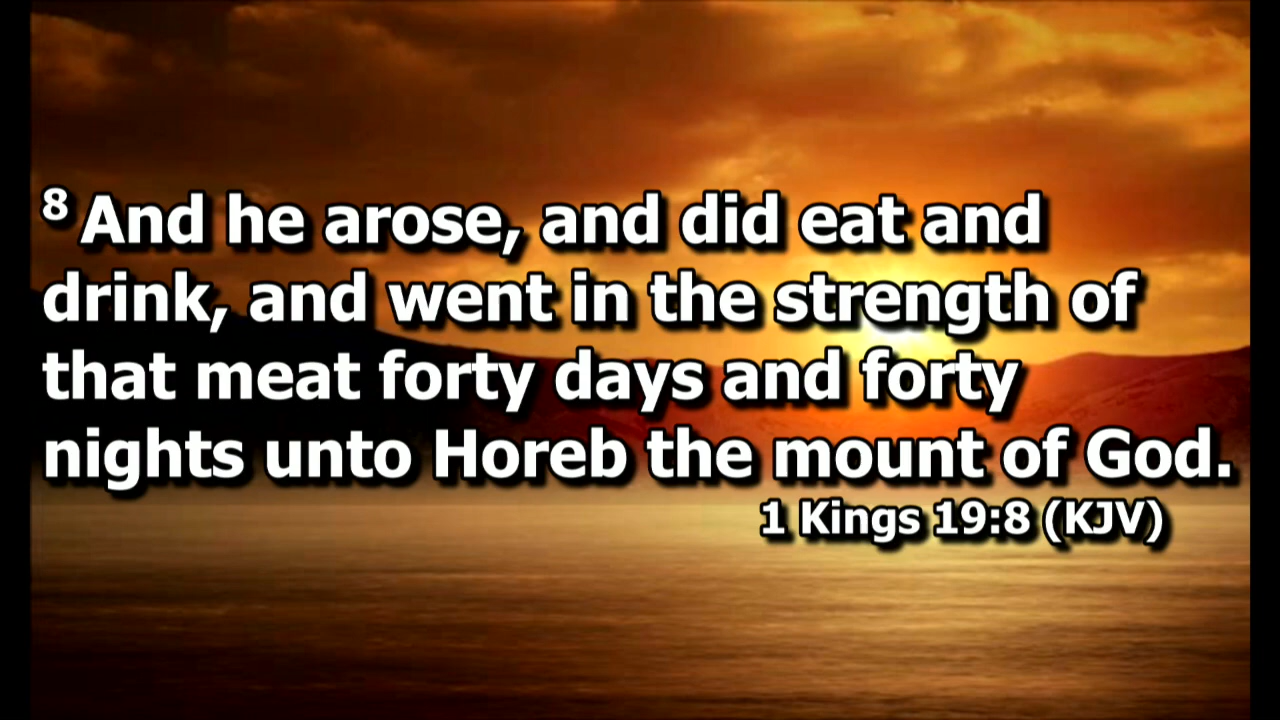 8 And he arose, and did eat and
drink, and went in the strength of
that meat forty days and forty
nights unto Horeb the mount of God.
1 Kings 19:8 (KJV)